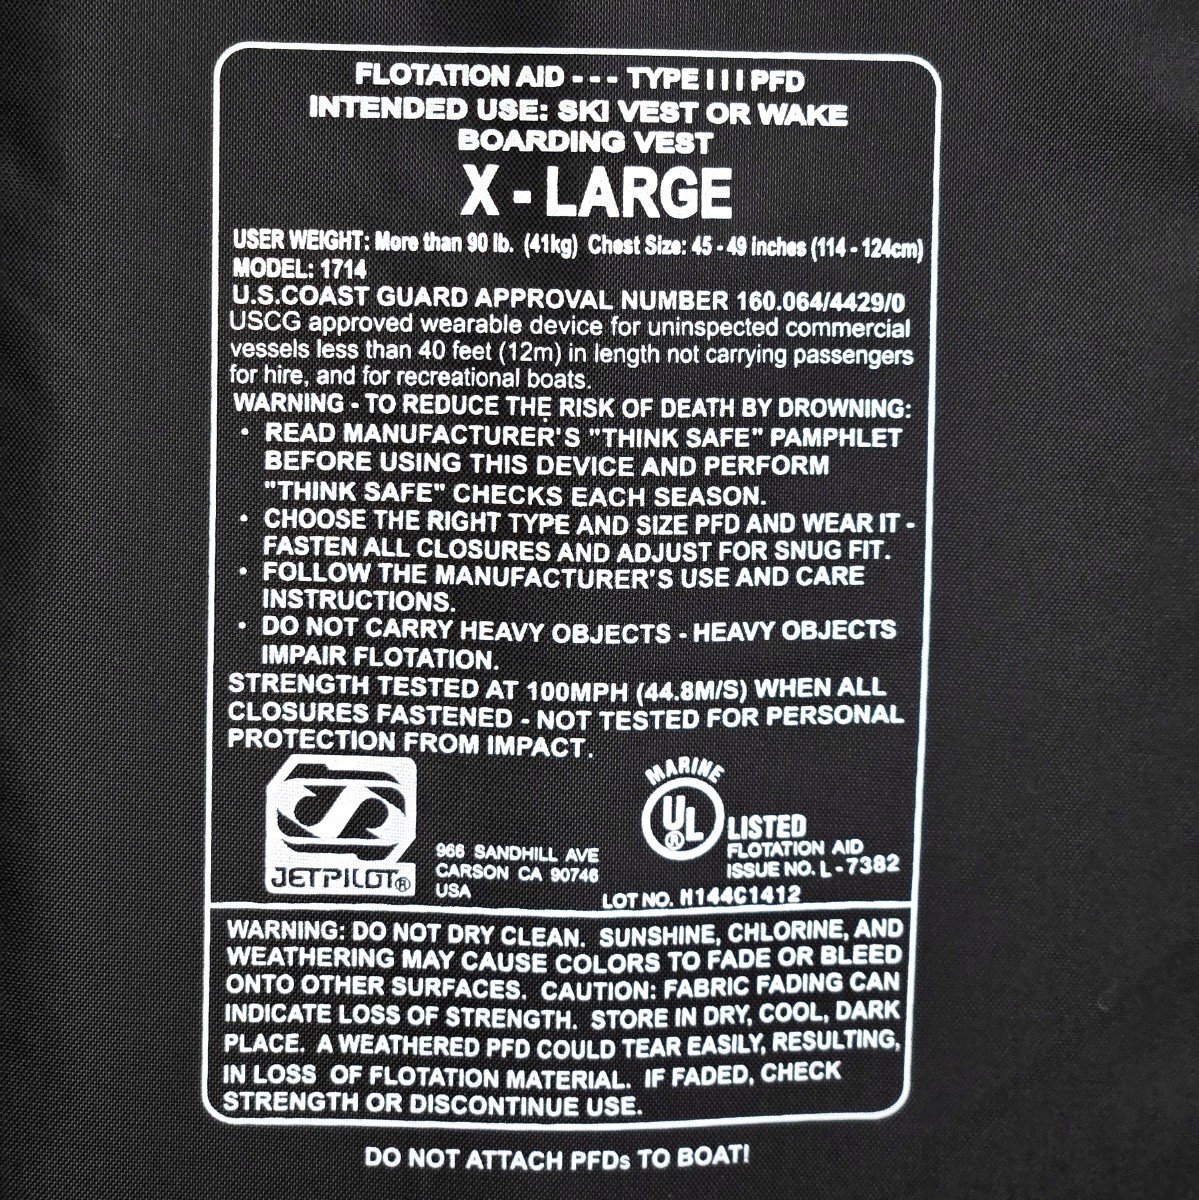 FLOTATION AID - - - TYPE III PFD
INTENDED USE: SKI VEST OR WAKE
BOARDING VEST
X - LARGE
USER WEIGHT: More than 90 lb. (41kg) Chest Size: 45 - 49 inches (114 - 124cm)
MODEL: 1714
U.S.COAST GUARD APPROVAL NUMBER 160.064/4429/0
USCG approved wearable device for uninspected commercial
vessels less than 40 feet (12m) in length not carrying passengers
for hire, and for recreational boats.
WARNING - TO REDUCE THE RISK OF DEATH BY DROWNING:
• READ MANUFACTURER'S "THINK SAFE" PAMPHLET
BEFORE USING THIS DEVICE AND PERFORM
"THINK SAFE" CHECKS EACH SEASON.
• CHOOSE THE RIGHT TYPE AND SIZE PFD AND WEAR IT -
FASTEN ALL CLOSURES AND ADJUST FOR SNUG FIT.
• FOLLOW THE MANUFACTURER'S USE AND CARE
INSTRUCTIONS.
• DO NOT CARRY HEAVY OBJECTS - HEAVY OBJECTS
IMPAIR FLOTATION.
STRENGTH TESTED AT 100MPH (44.8M/S) WHEN ALL
CLOSURES FASTENED - NOT TESTED FOR PERSONAL
PROTECTION FROM IMPACT.
JETPILOT®
966 SANDHILL AVE
CARSON CA 90746
USA
MARINE
UL®
LISTED
FLOTATION AID
ISSUE NO. L - 7382
LOT NO. H144C1412
WARNING: DO NOT DRY CLEAN. SUNSHINE, CHLORINE, AND
WEATHERING MAY CAUSE COLORS TO FADE OR BLEED
ONTO OTHER SURFACES. CAUTION: FABRIC FADING CAN
INDICATE LOSS OF STRENGTH. STORE IN DRY, COOL, DARK
PLACE. A WEATHERED PFD COULD TEAR EASILY, RESULTING,
IN LOSS OF FLOTATION MATERIAL. IF FADED, CHECK
STRENGTH OR DISCONTINUE USE.
DO NOT ATTACH PFDs TO BOAT!